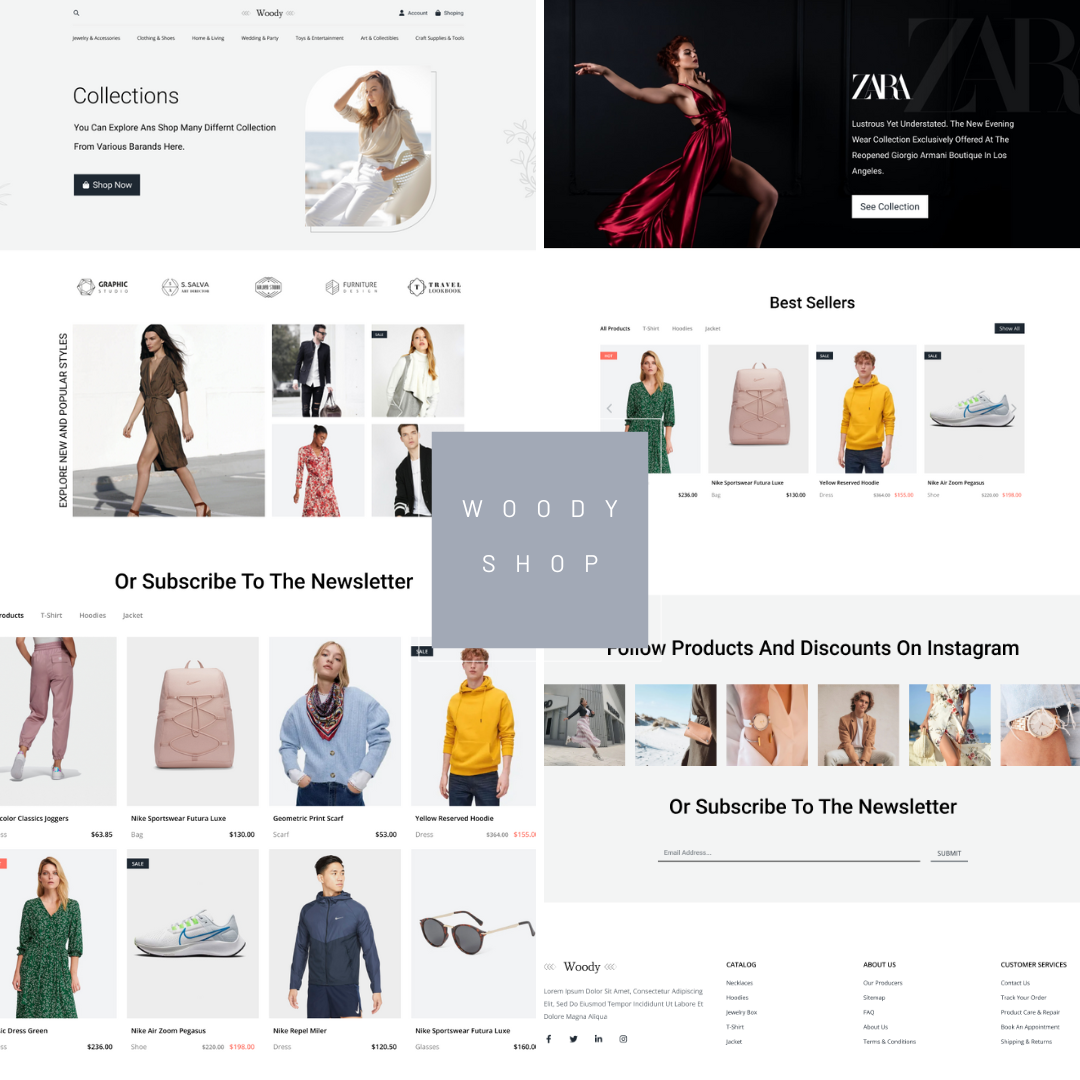 Woody
Account
Shoping
Jewelry & Accessories
Clothing & Shoes
Home & Living
Wedding & Party
Toys & Entertainment
Art & Collectibles
Craft Supplies & Tools
Collections
You Can Explore Ans Shop Many Differnt Collection
From Various Barands Here.
Shop Now
GRAPHIC
STUDIO
S.SALVA
ART DIRECTOR
FURNITURE
DESIGN
T
TRAVEL
LOOKBOOK
EXPLORE NEW AND POPULAR STYLES
SALE
ZAR
ZARA
Lustrous Yet Understated. The New Evening
Wear Collection Exclusively Offered At The
Reopened Giorgio Armani Boutique In Los
Angeles.
See Collection
Best Sellers
All Products
T-Shirt
Hoodies
Jacket
Show All
SALE
SALE
$236.00
Nike Sportswear Futura Luxe
Bag
$130.00
Yellow Reserved Hoodie
Dress
$364.00
$155.00
Nike Air Zoom Pegasus
Shoe
$220.00
$198.00
WOODY
SHOP
Or Subscribe To The Newsletter
roducts
T-Shirt
Hoodies
Jacket
SALE
color Classics Joggers
ss
$63.85
Nike Sportswear Futura Luxe
Bag
$130.00
Geometric Print Scarf
Scarf
$53.00
Yellow Reserved Hoodie
Dress
$364.00
$155.0
SALE
ic Dress Green
ss
$236.00
Nike Air Zoom Pegasus
Shoe
$220.00
$198.00
Nike Repel Miler
Dress
$120.50
Nike Sportswear Futura Luxe
Glasses
$160.0
Follow Products And Discounts On Instagram
Or Subscribe To The Newsletter
Email Address...
SUBMIT
Woody
Lorem Ipsum Dolor Sit Amet, Consectetur Adipiscing
Elit, Sed Do Eiusmod Tempor Incididunt Ut Labore Et
Dolore Magna Aliqua
CATALOG
Necklaces
Hoodies
Jewelry Box
T-Shirt
Jacket
ABOUT US
Our Producers
Sitemap
FAQ
About Us
Terms & Conditions
CUSTOMER SERVICES
Contact Us
Track Your Order
Product Care & Repair
Book An Appointment
Shipping & Returns